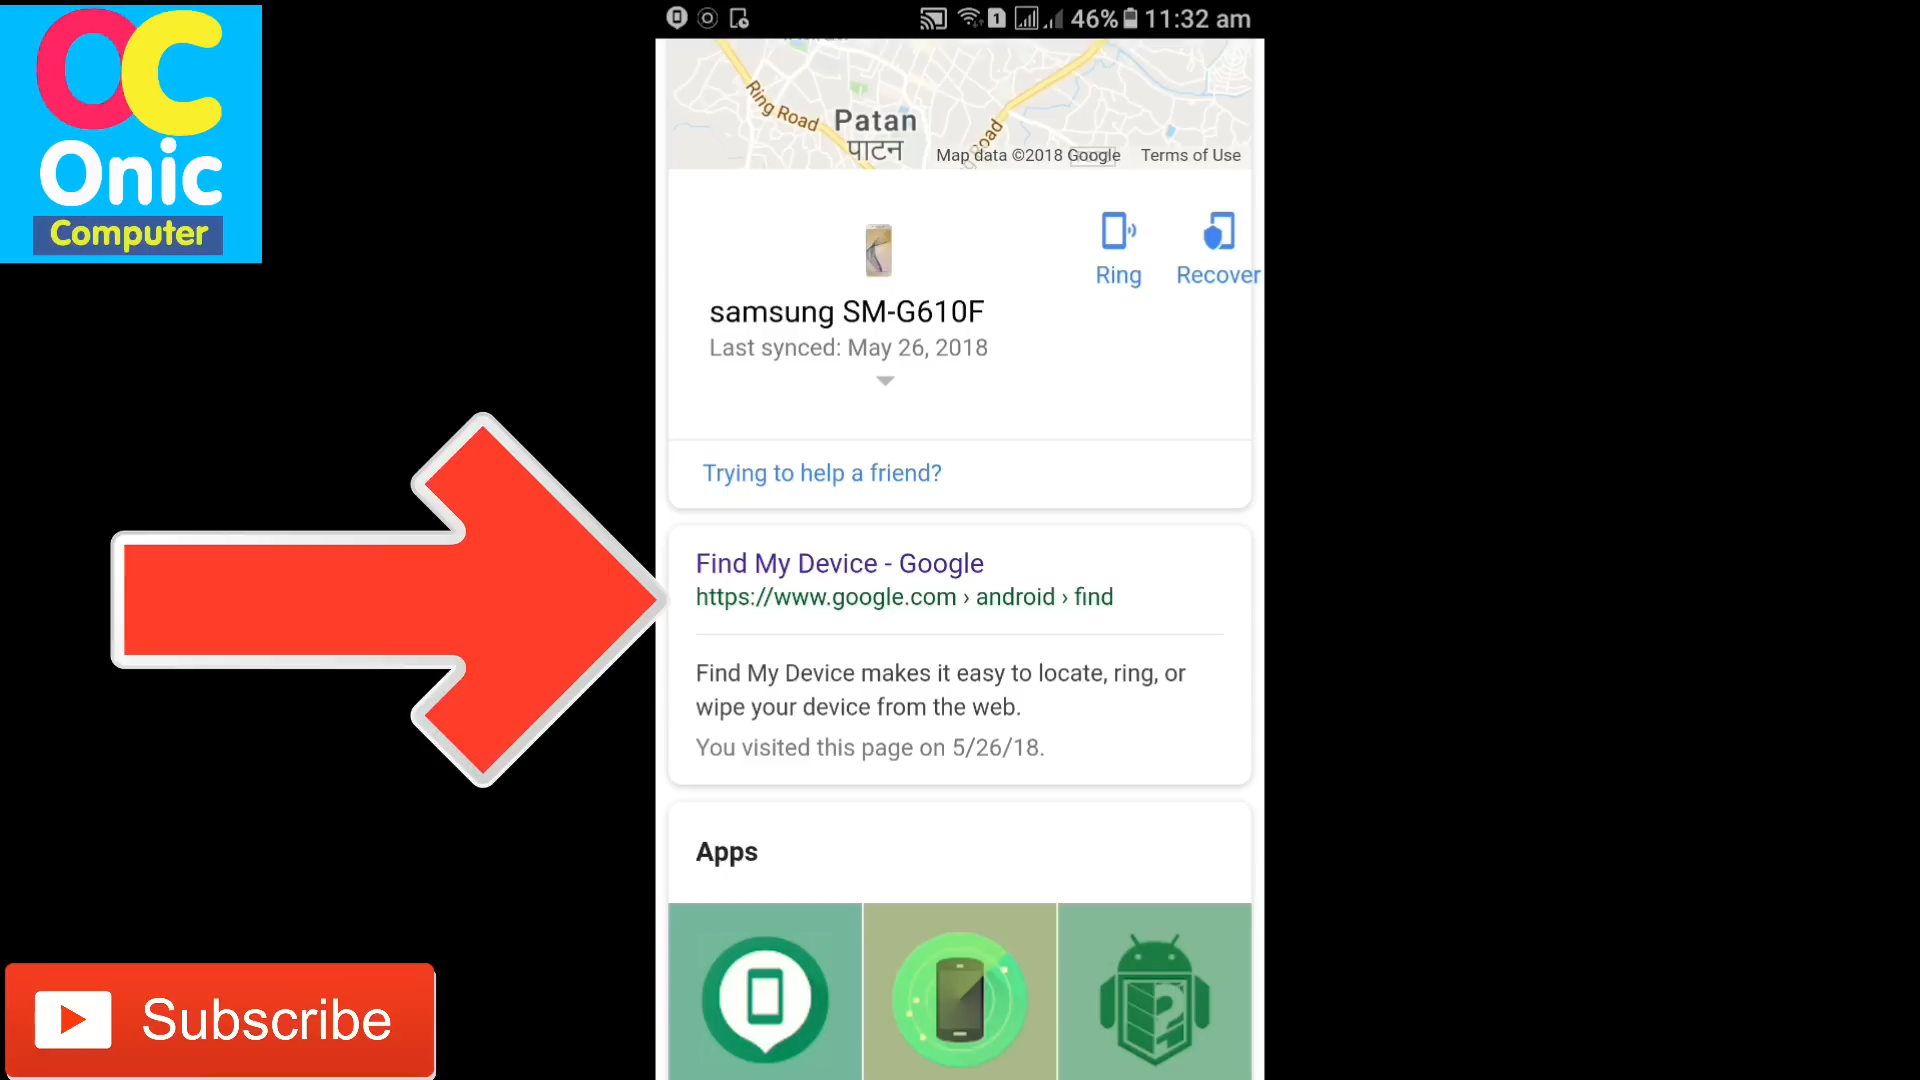 OC
Onic
Computer
1 46% 11:32 am
Ring Road
Patan
पाटन
Map data ©2018 Google Terms of Use
Ring Recover
samsung SM-G610F
Last synced: May 26, 2018
Trying to help a friend?
Find My Device - Google
https://www.google.com › android › find
Find My Device makes it easy to locate, ring, or
wipe your device from the web.
You visited this page on 5/26/18.
Apps
Subscribe